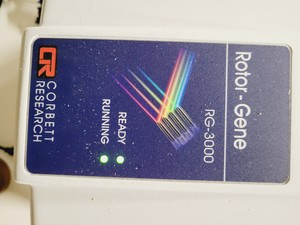 Rotor-Gene
RG-3000
READY
RUNNING
CR
CORBETT
RESEARCH